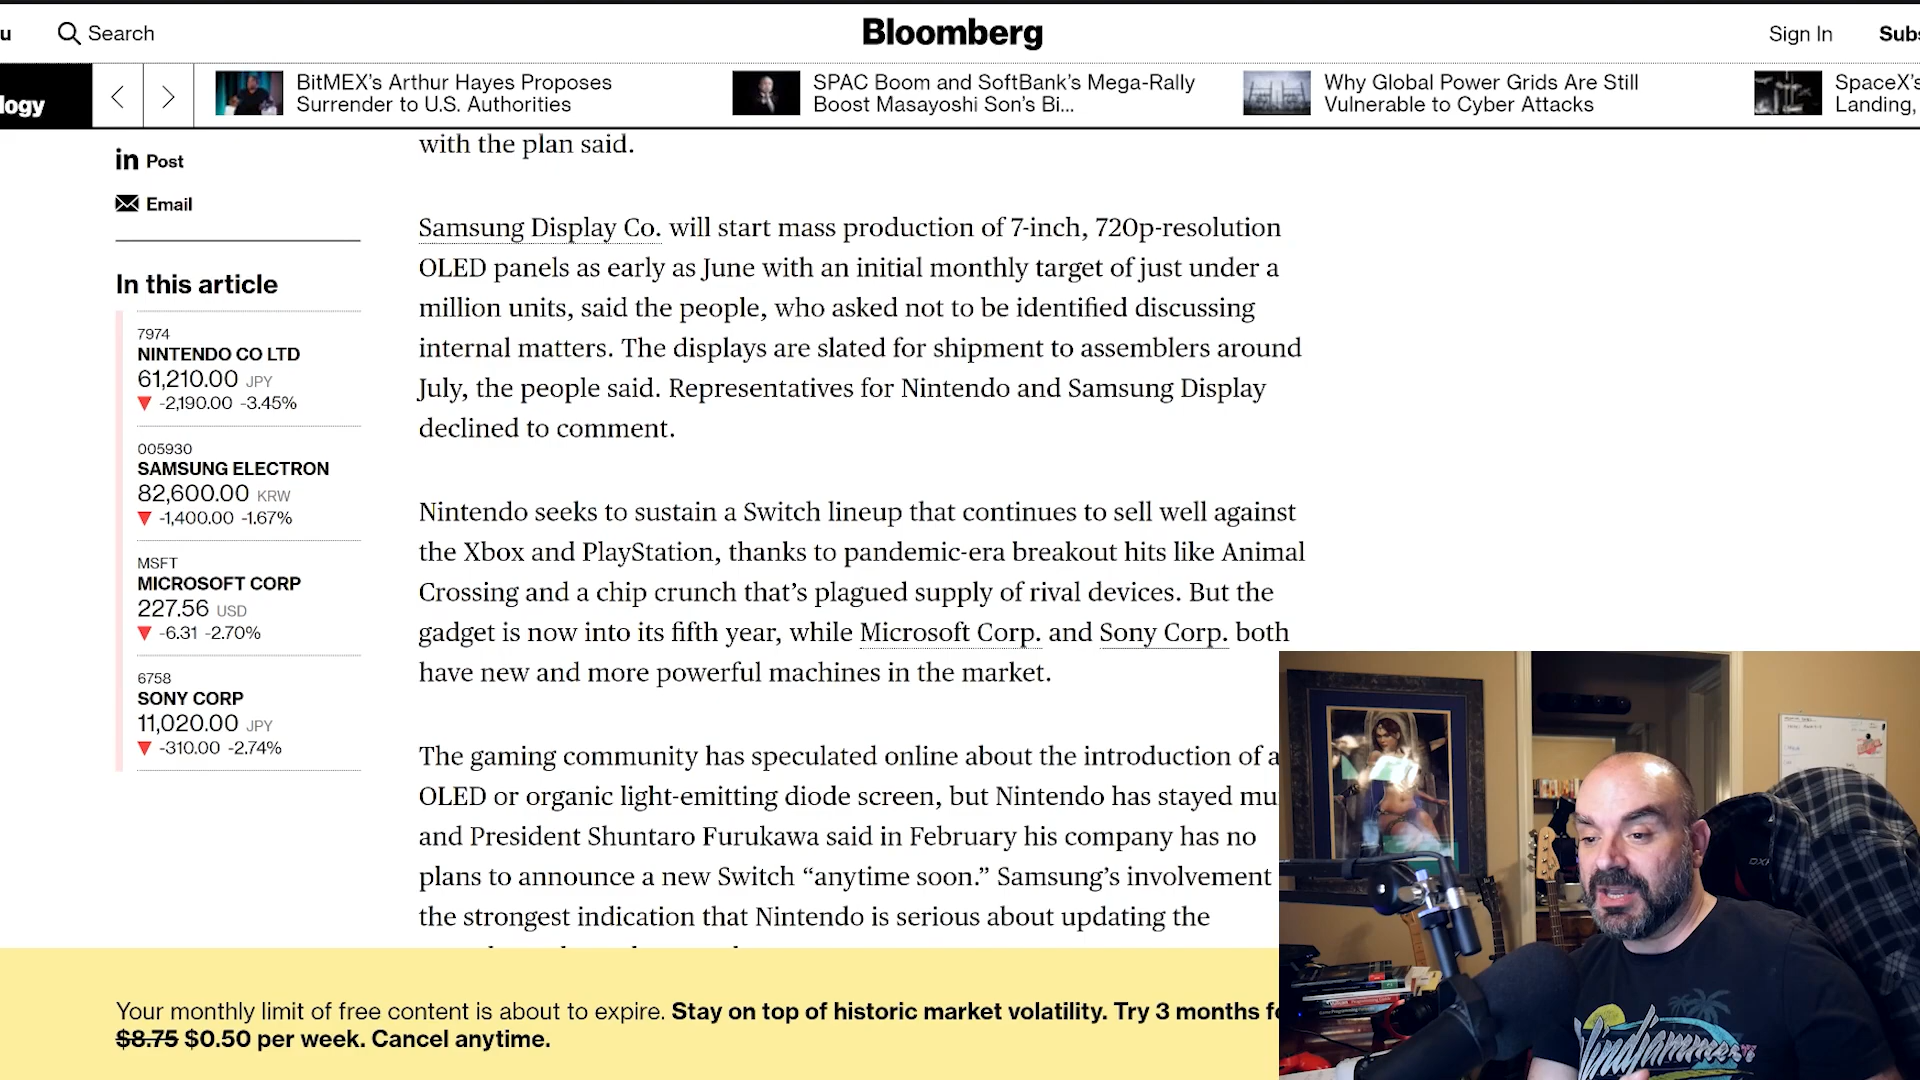 u
Search
Bloomberg
Sign In
Subs
logy
BitMEX’s Arthur Hayes Proposes
Surrender to U.S. Authorities
SPAC Boom and SoftBank’s Mega-Rally
Boost Masayoshi Son’s Bi...
Why Global Power Grids Are Still
Vulnerable to Cyber Attacks
SpaceX’s
Landing,
in Post
Email
In this article
7974
NINTENDO CO LTD
61,210.00 JPY
▼ -2,190.00 -3.45%
005930
SAMSUNG ELECTRON
82,600.00 KRW
▼ -1,400.00 -1.67%
MSFT
MICROSOFT CORP
227.56 USD
▼ -6.31 -2.70%
6758
SONY CORP
11,020.00 JPY
▼ -310.00 -2.74%
with the plan said.
Samsung Display Co. will start mass production of 7-inch, 720p-resolution
OLED panels as early as June with an initial monthly target of just under a
million units, said the people, who asked not to be identified discussing
internal matters. The displays are slated for shipment to assemblers around
July, the people said. Representatives for Nintendo and Samsung Display
declined to comment.
Nintendo seeks to sustain a Switch lineup that continues to sell well against
the Xbox and PlayStation, thanks to pandemic-era breakout hits like Animal
Crossing and a chip crunch that’s plagued supply of rival devices. But the
gadget is now into its fifth year, while Microsoft Corp. and Sony Corp. both
have new and more powerful machines in the market.
The gaming community has speculated online about the introduction of a
OLED or organic light-emitting diode screen, but Nintendo has stayed mu
and President Shuntaro Furukawa said in February his company has no
plans to announce a new Switch “anytime soon.” Samsung’s involvement
the strongest indication that Nintendo is serious about updating the
Your monthly limit of free content is about to expire. Stay on top of historic market volatility. Try 3 months f
$8.75 $0.50 per week. Cancel anytime.
Windjammers